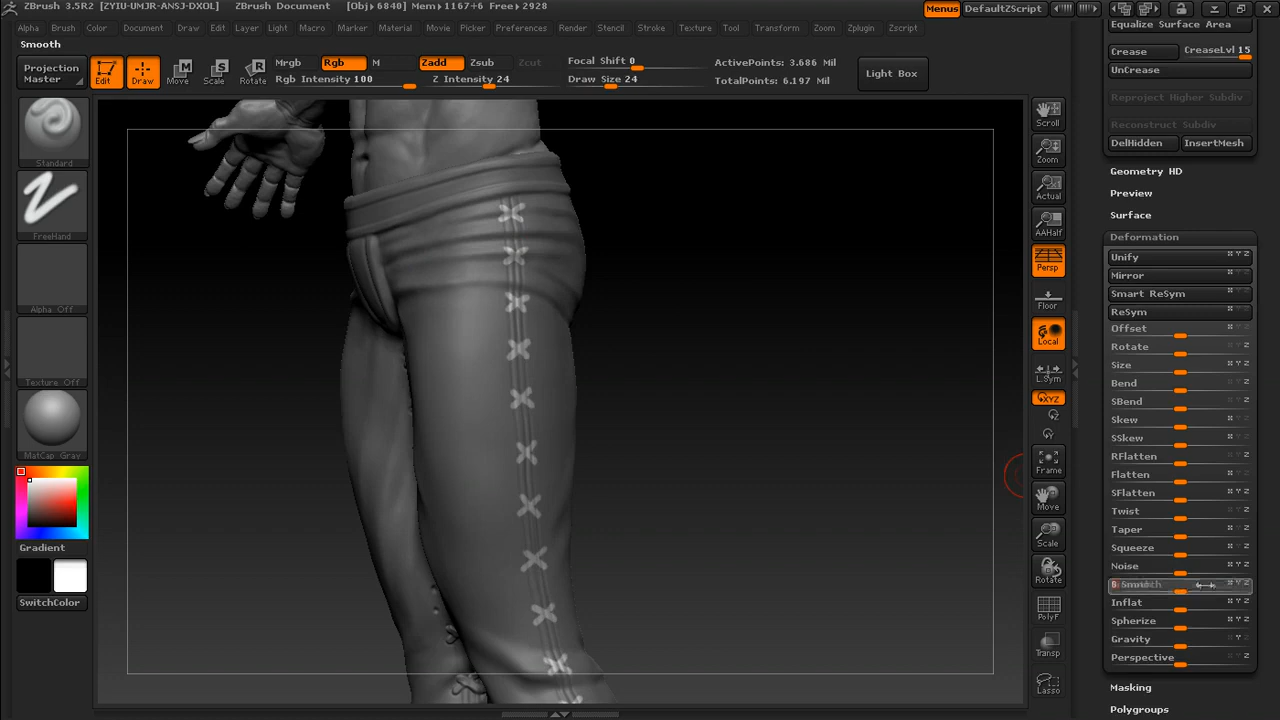 ZBrush 3.5R2 [ZYIU-UMJR-ANSJ-DXOL] ZBrush Document [Obj▸6840] Mem▸1167+6 Free▸2928 Menus DefaultZScript
Alpha Brush Color Document Draw Edit Layer Light Macro Marker Material Movie Picker Preferences Render Stencil Stroke Texture Tool Transform Zoom Zplugin Zscript
Smooth
Projection Master
Edit Draw Move Scale Rotate
Mrgb Rgb M
Rgb Intensity 100
Zadd Zsub Zcut
Z Intensity 24
Focal Shift 0
Draw Size 24
ActivePoints: 3.686 Mil
TotalPoints: 6.197 Mil
Light Box
Standard
FreeHand
Alpha Off
Texture Off
MatCap Gray
Gradient
SwitchColor
Scroll
Zoom
Actual
AAHalf
Persp
Floor
Local
L.Sym
XYZ
Frame
Move
Scale
Rotate
PolyF
Transp
Lasso
Equalize Surface Area
Crease CreaseLvl 15
UnCrease
Reproject Higher Subdiv
Reconstruct Subdiv
DelHidden InsertMesh
Geometry HD
Preview
Surface
Deformation
Unify
Mirror
Smart ReSym
ReSym
Offset
Rotate
Size
Bend
SBend
Skew
SSkew
RFlatten
Flatten
SFlatten
Twist
Taper
Squeeze
Noise
Smooth
Inflat
Spherize
Gravity
Perspective
Masking
Polygroups